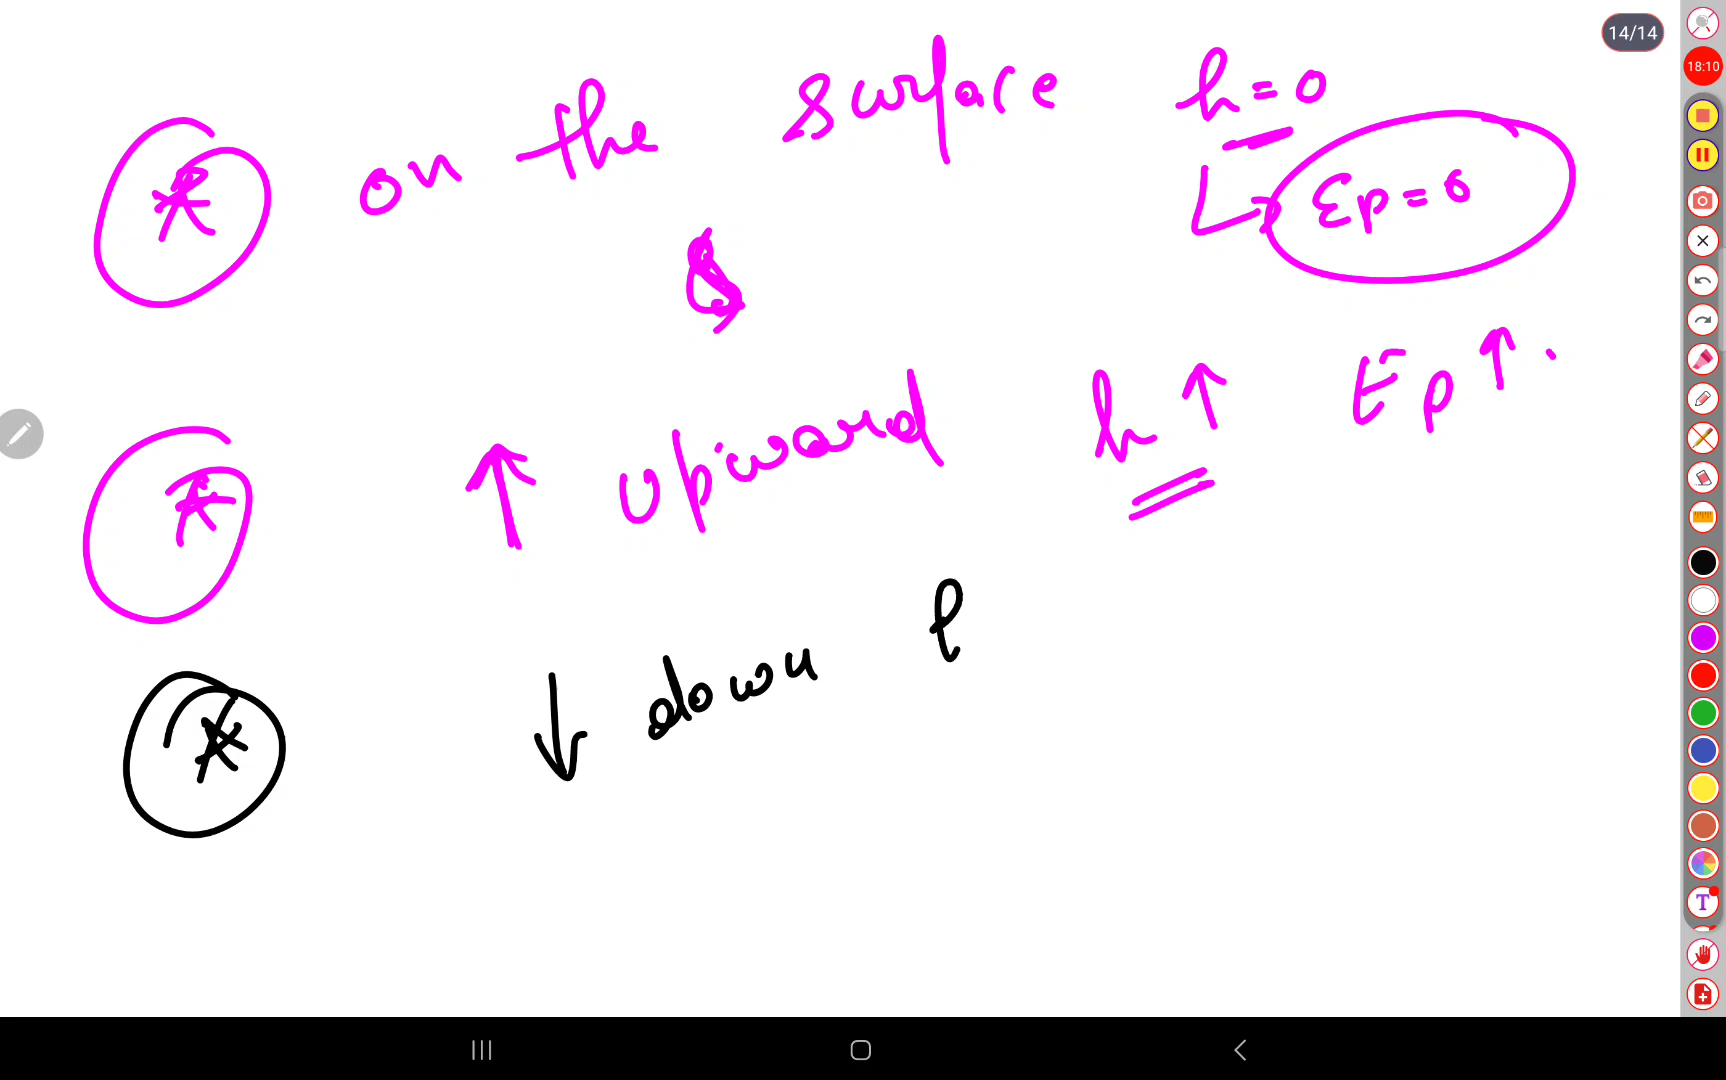 14/14
18:10
* on the surface h=0
Ep=0
&
* ↑ upward h↑ Ep↑.
* ↓ down
T